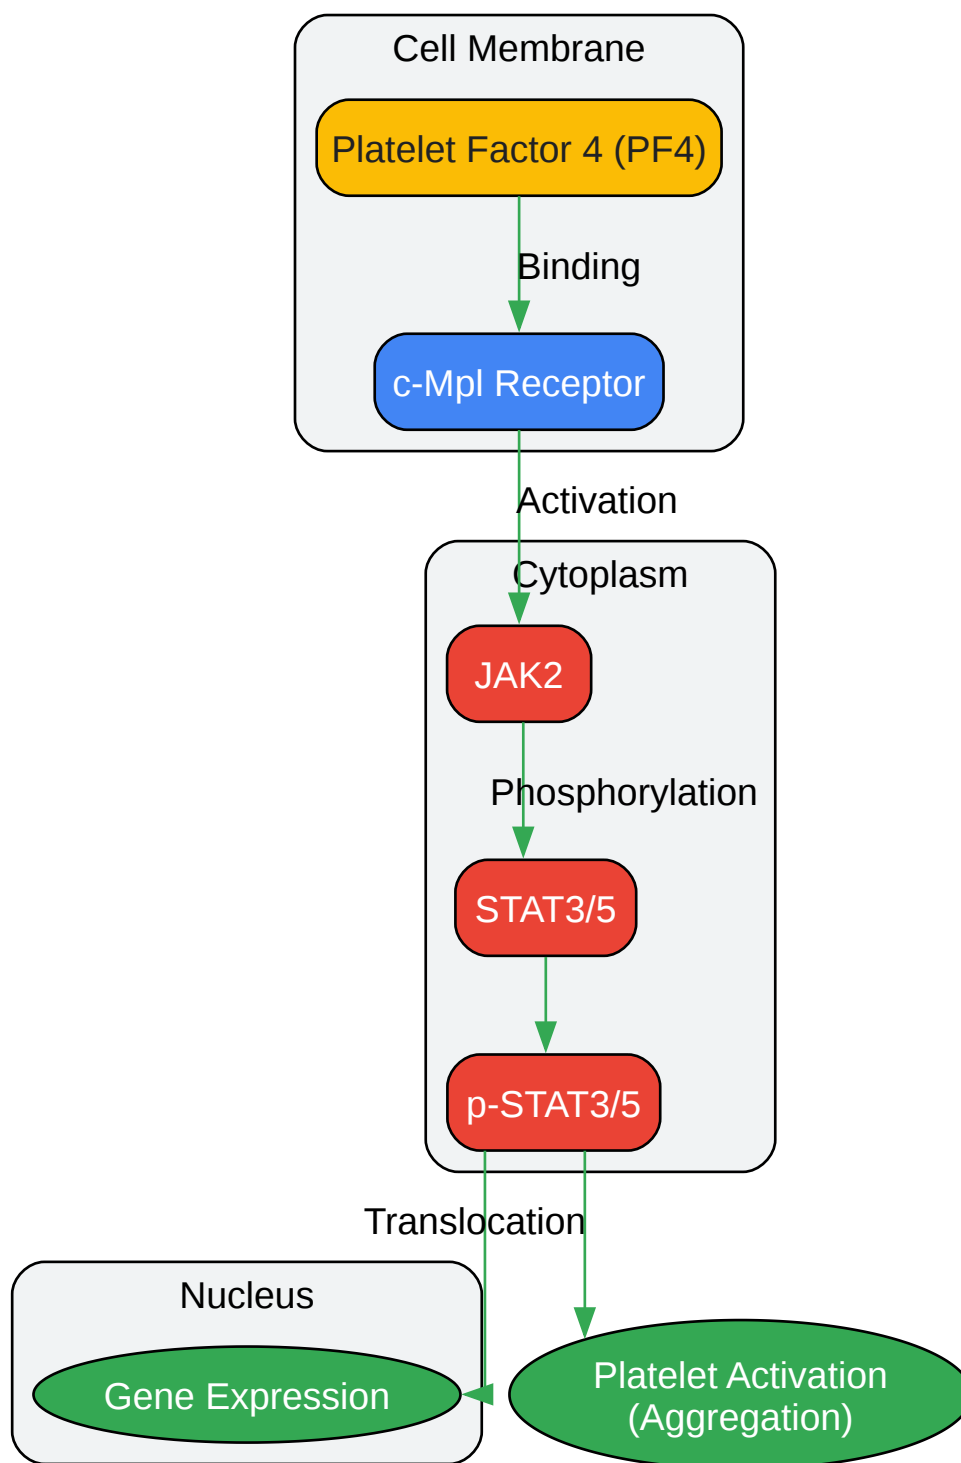 Cell Membrane
Platelet Factor 4 (PF4)
Binding
c-Mpl Receptor
Activation
Cytoplasm
JAK2
Phosphorylation
STAT3/5
p-STAT3/5
Translocation
Nucleus
Gene Expression
Platelet Activation
(Aggregation)